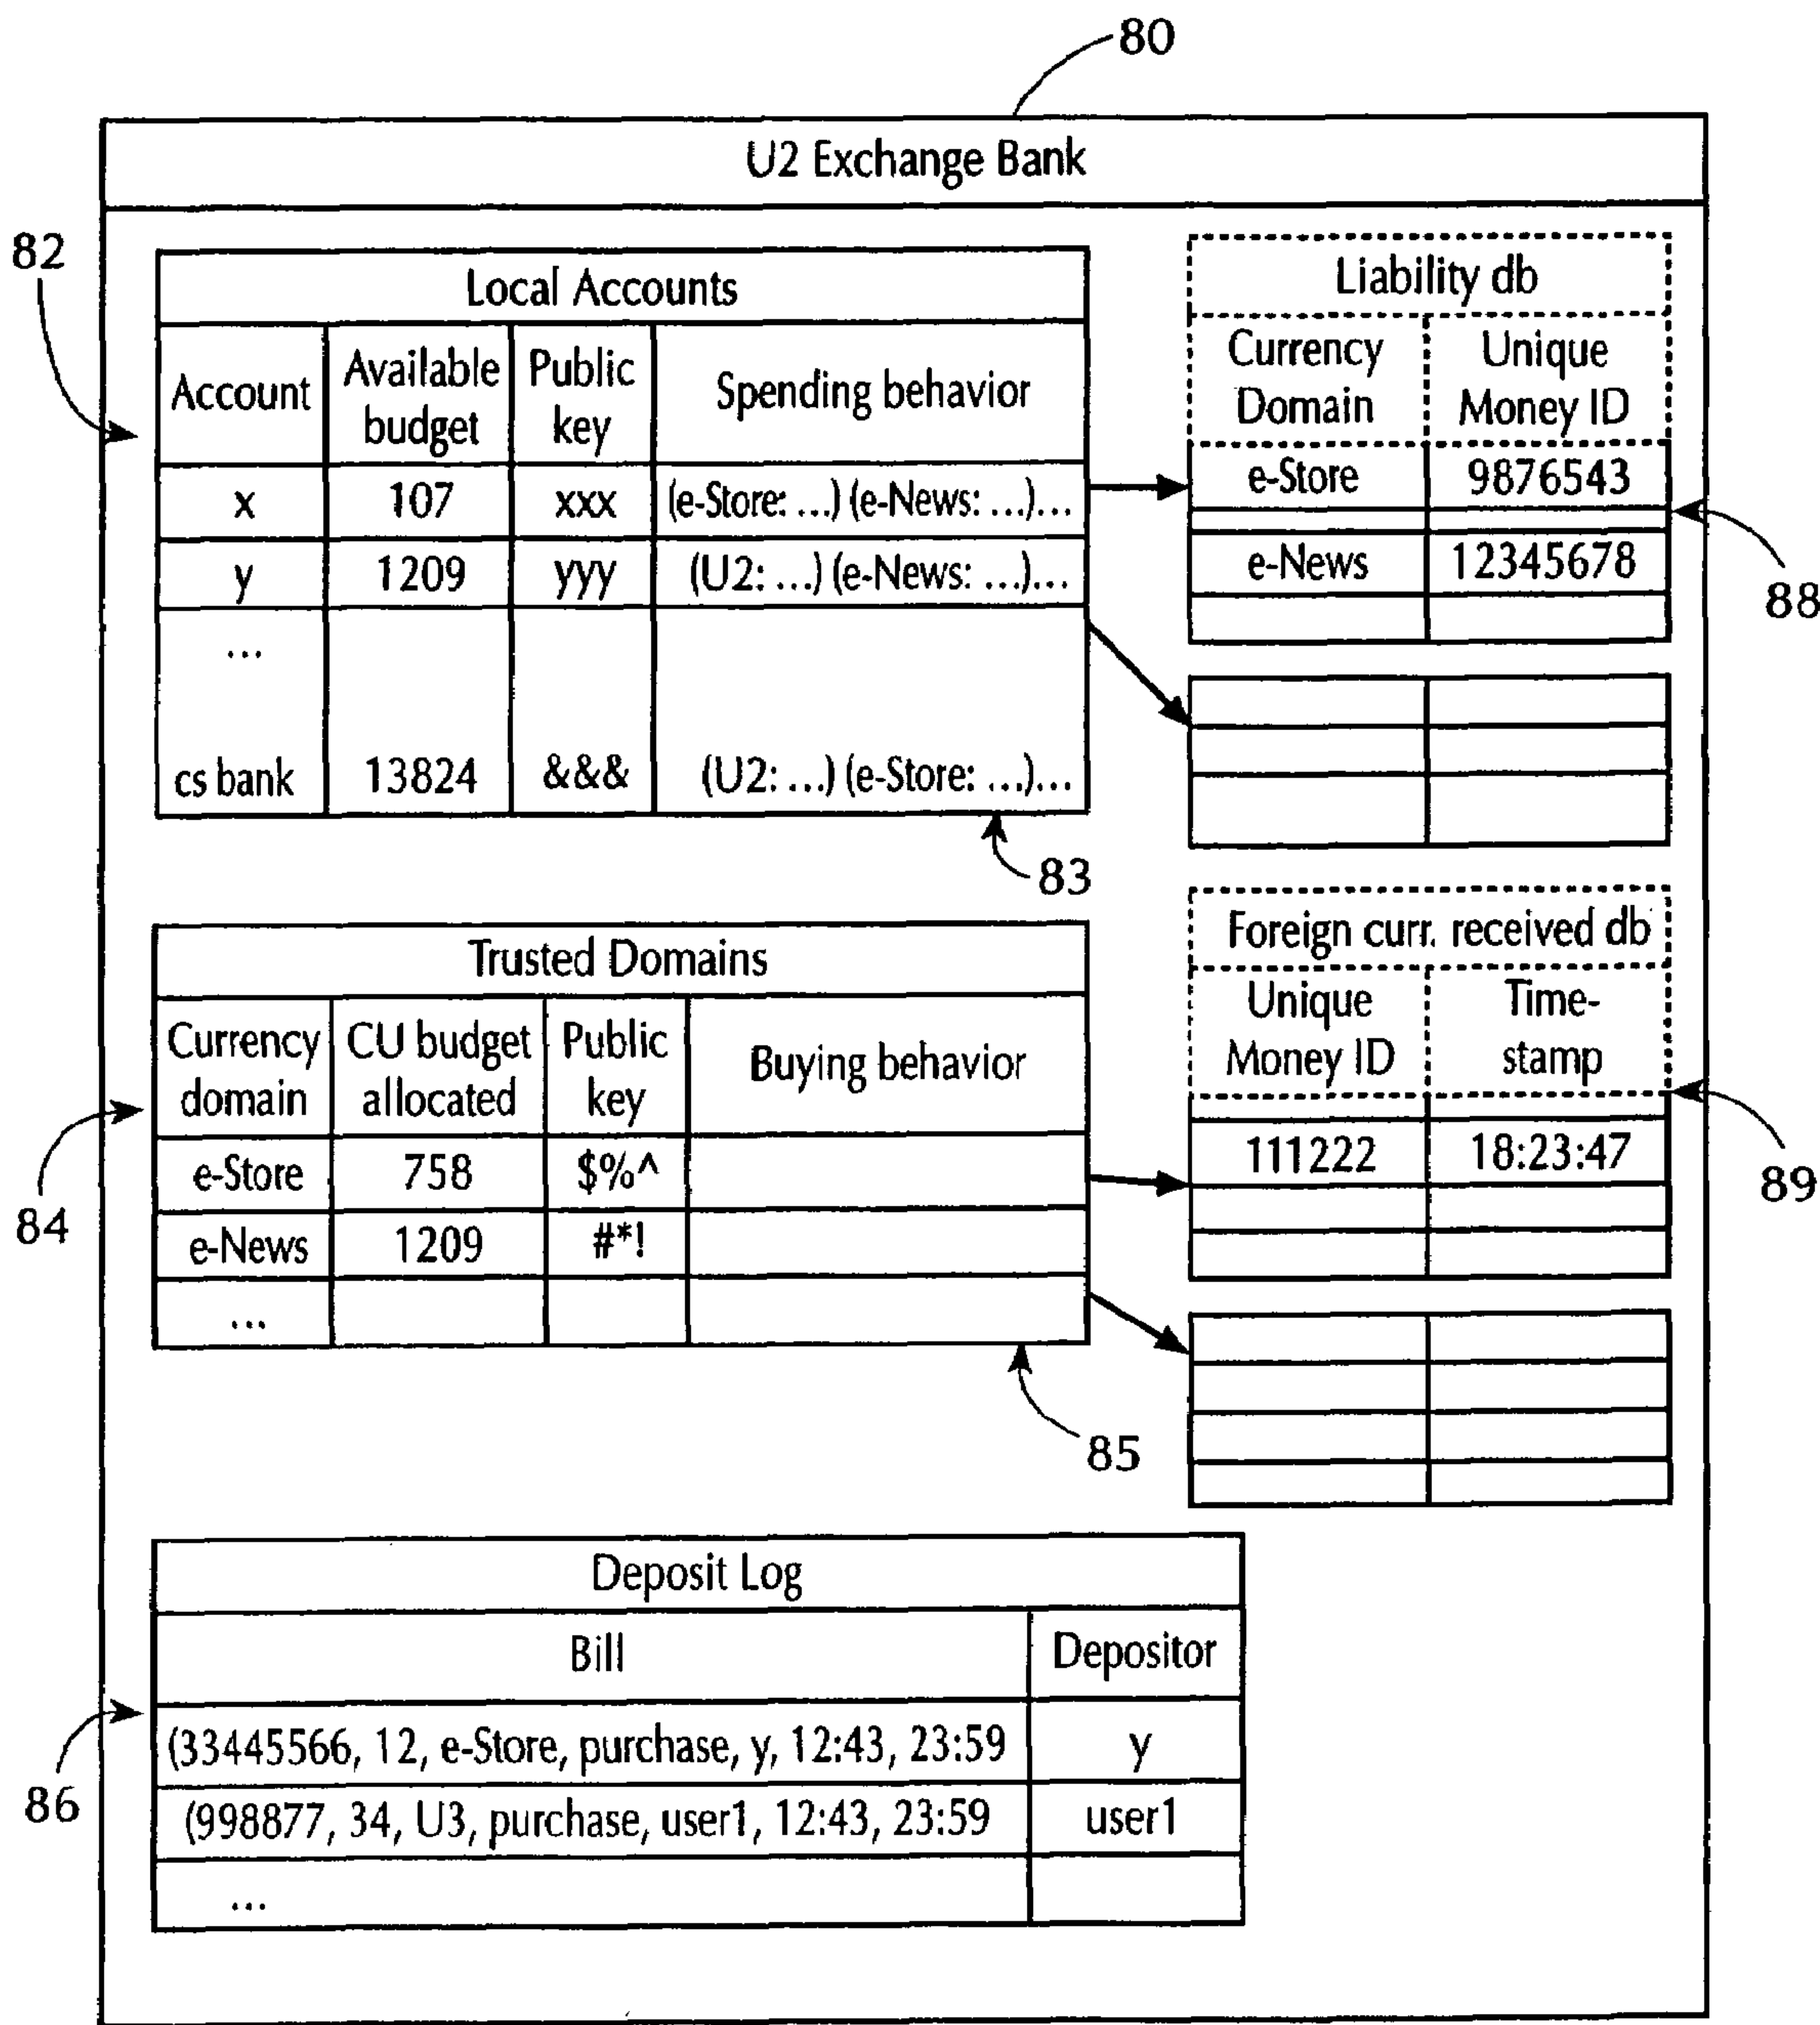 80
U2 Exchange Bank
82
Local Accounts
Account Available budget Public key Spending behavior
x 107 xxx (e-Store: ...) (e-News: ...)...
y 1209 yyy (U2: ...) (e-News: ...)...
...
cs bank 13824 &&& (U2: ...) (e-Store: ...)...
83
Liability db
Currency Domain Unique Money ID
e-Store 9876543
e-News 12345678
88
Trusted Domains
Currency domain CU budget allocated Public key Buying behavior
e-Store 758 $%^
e-News 1209 #*!
...
84
85
Foreign curr. received db
Unique Money ID Time-stamp
111222 18:23:47
89
Deposit Log
Bill Depositor
(33445566, 12, e-Store, purchase, y, 12:43, 23:59 y
(998877, 34, U3, purchase, user1, 12:43, 23:59 user1
...
86